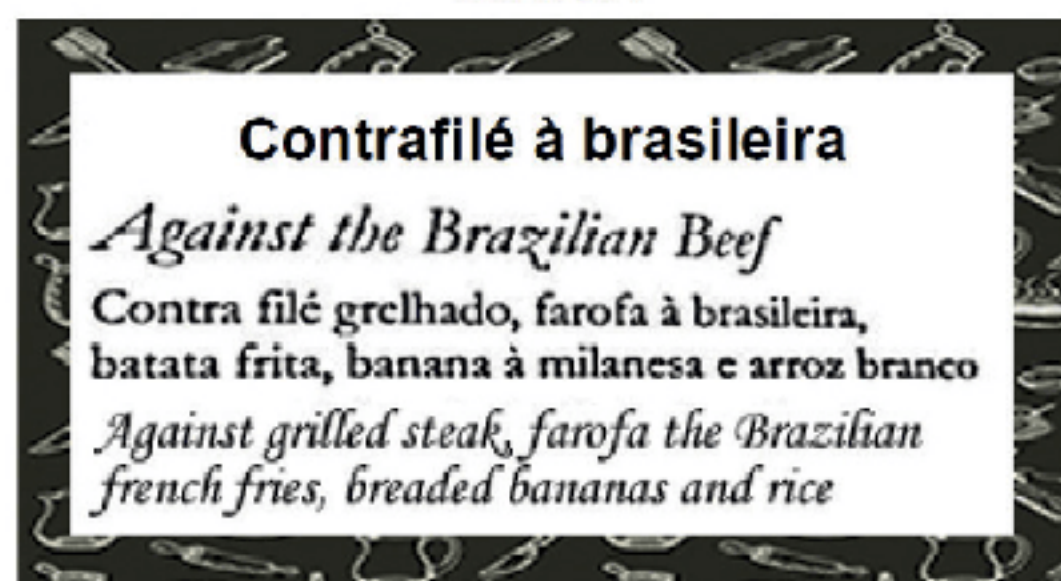 Contrafilé à brasileira
Against the Brazilian Beef
Contra filé grelhado, farofa à brasileira,
batata frita, banana à milanesa e arroz branco
Against grilled steak, farofa the Brazilian
french fries, breaded bananas and rice